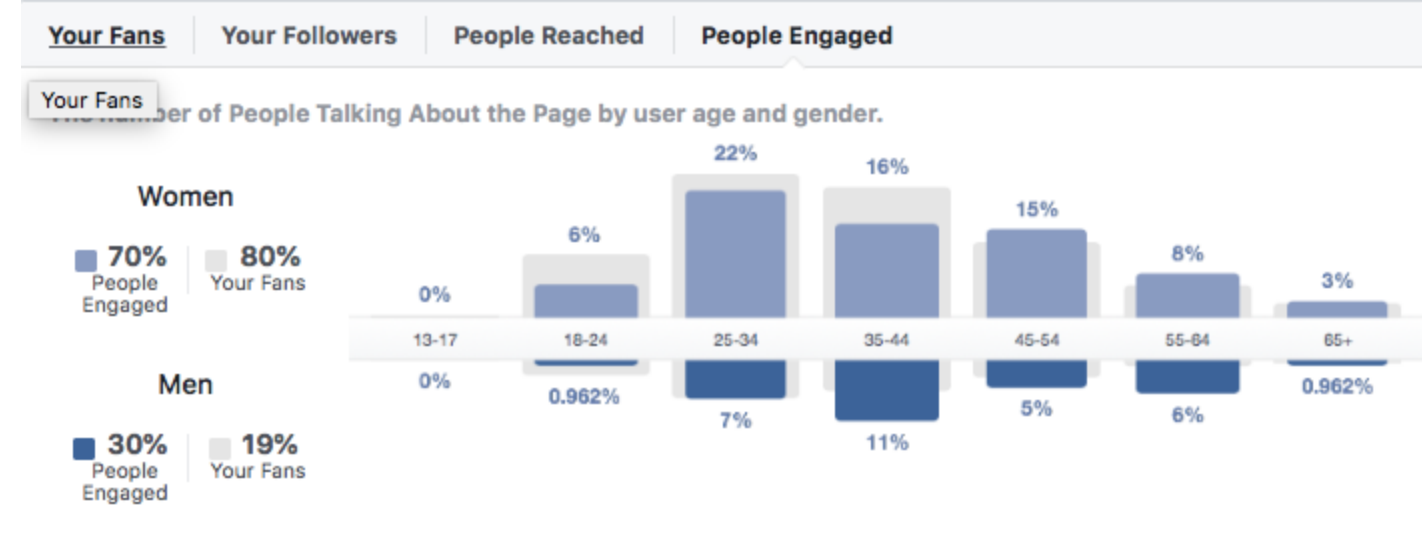 Your Fans Your Followers People Reached People Engaged
Your Fans
of People Talking About the Page by user age and gender.
Women
70% 80%
People Your Fans
Engaged
Men
30% 19%
People Your Fans
Engaged
0% 6% 22% 16% 15% 8% 3%
13-17 18-24 25-34 35-44 45-54 55-64 65+
0% 0.962% 7% 11% 5% 6% 0.962%